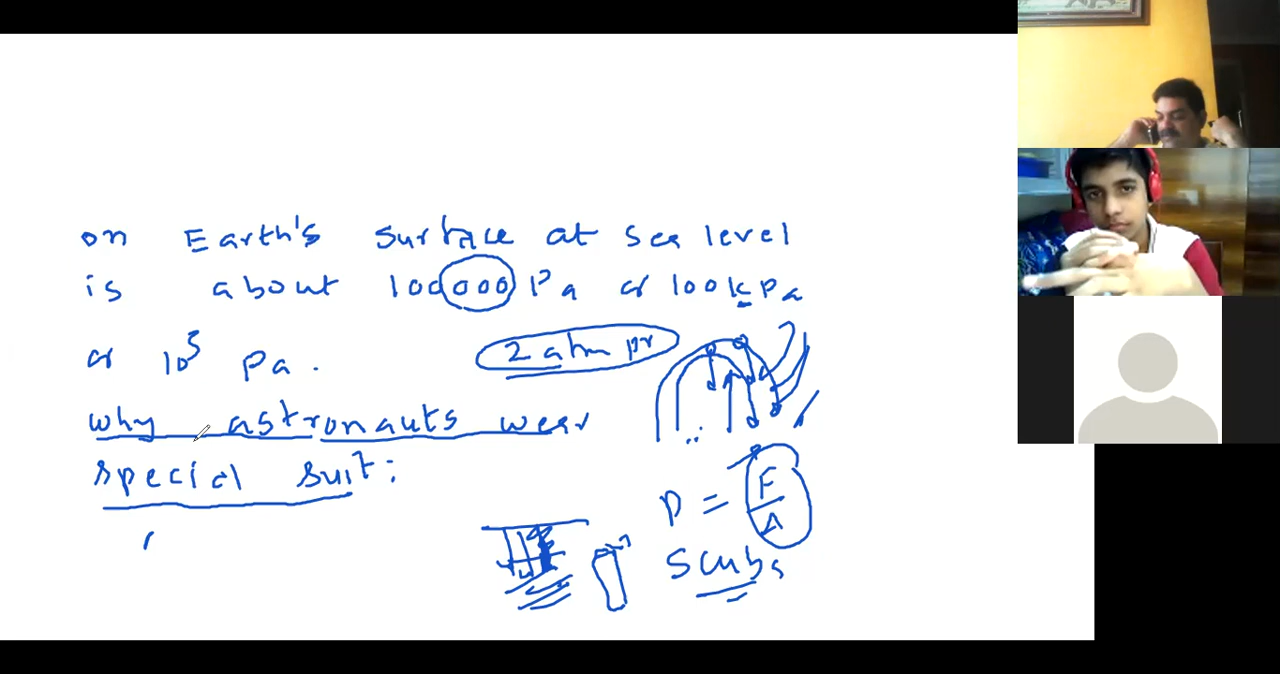 on Earth's surface at sea level
is about 100000 Pa or 100kPa
or 10⁵ Pa.
2 atm pr
why astronauts wear
special suit:
P = F/A
scuba